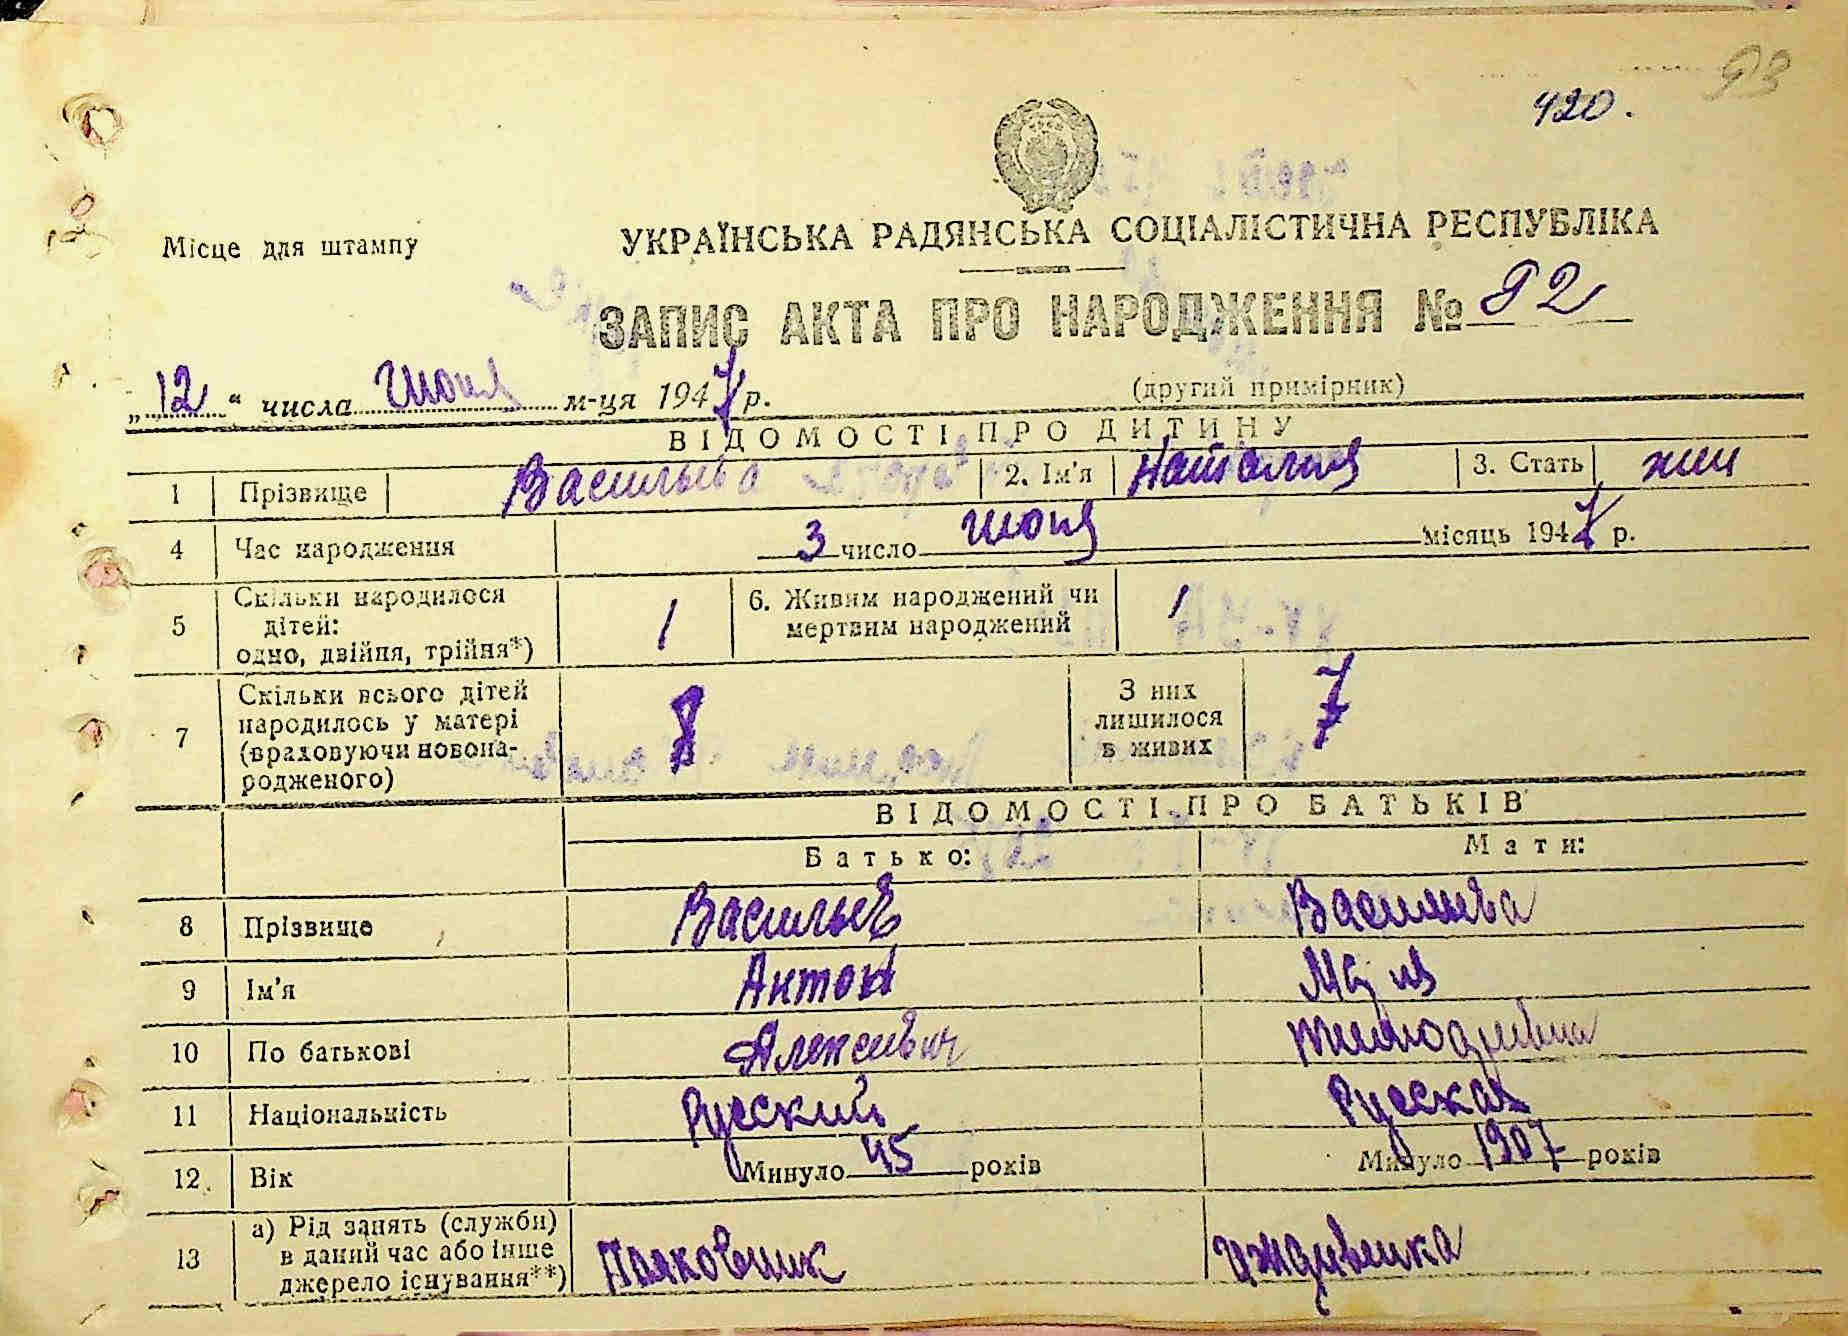 93
420.
Місце для штампу
УКРАЇНСЬКА РАДЯНСЬКА СОЦІАЛІСТИЧНА РЕСПУБЛІКА
ЗАПИС АКТА ПРО НАРОДЖЕННЯ № 92
„12“ числа Июня м-ця 1947 р. (другий примірник)
ВІДОМОСТІ ПРО ДИТИНУ
1 Прізвище Васильева 2. Ім'я Наталия 3. Стать жен
4 Час народження 3 число июня місяць 1947 р.
5 Скільки народилося дітей: одно, двійня, трійня*) 1 6. Живим народжений чи мертвим народжений 1
7 Скільки всього дітей народилось у матері (враховуючи новонародженого) 8 З них лишилося в живих 7
ВІДОМОСТІ ПРО БАТЬКІВ
Батько: Мати:
8 Прізвище Васильев Васильева
9 Ім'я Антон
10 По батькові Алексеевич
11 Національність Русский Русская
12. Вік Минуло 45 років Минуло 1907 років
13 а) Рід занять (служби) в даний час або інше джерело існування**) Полковник иждивенка